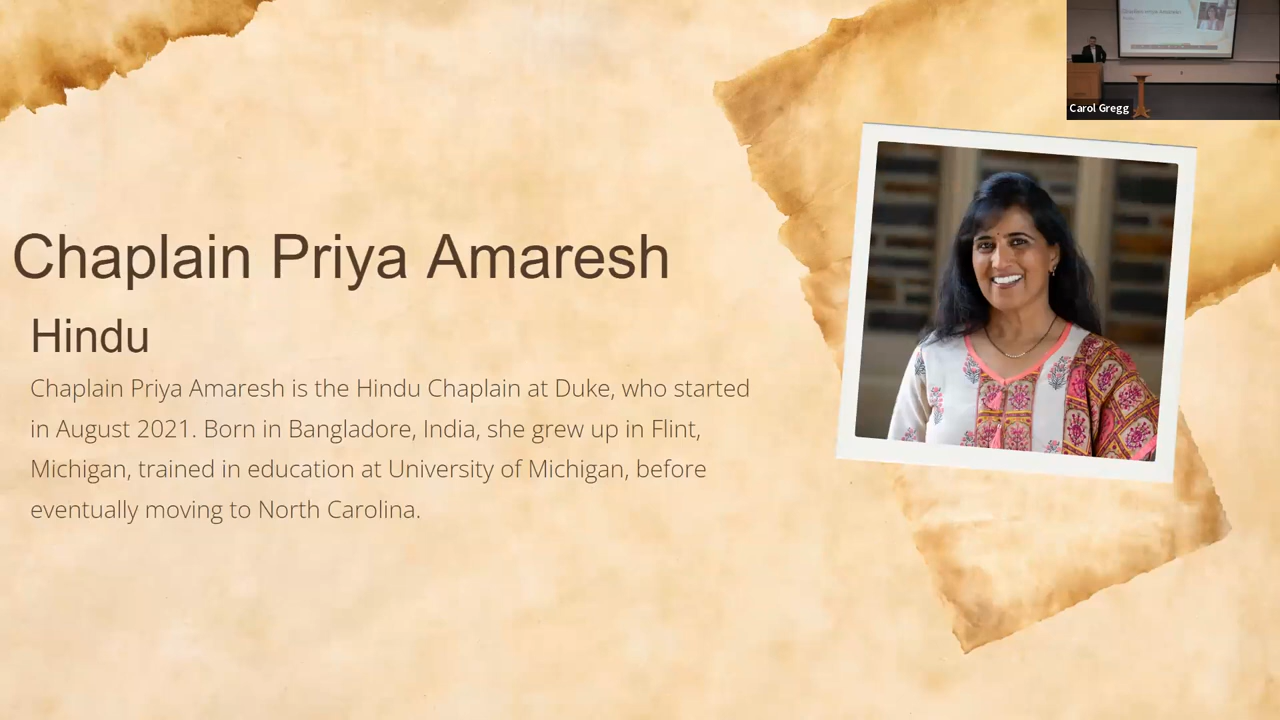 Carol Gregg
Chaplain Priya Amaresh
Hindu
Chaplain Priya Amaresh is the Hindu Chaplain at Duke, who started
in August 2021. Born in Bangladore, India, she grew up in Flint,
Michigan, trained in education at University of Michigan, before
eventually moving to North Carolina.